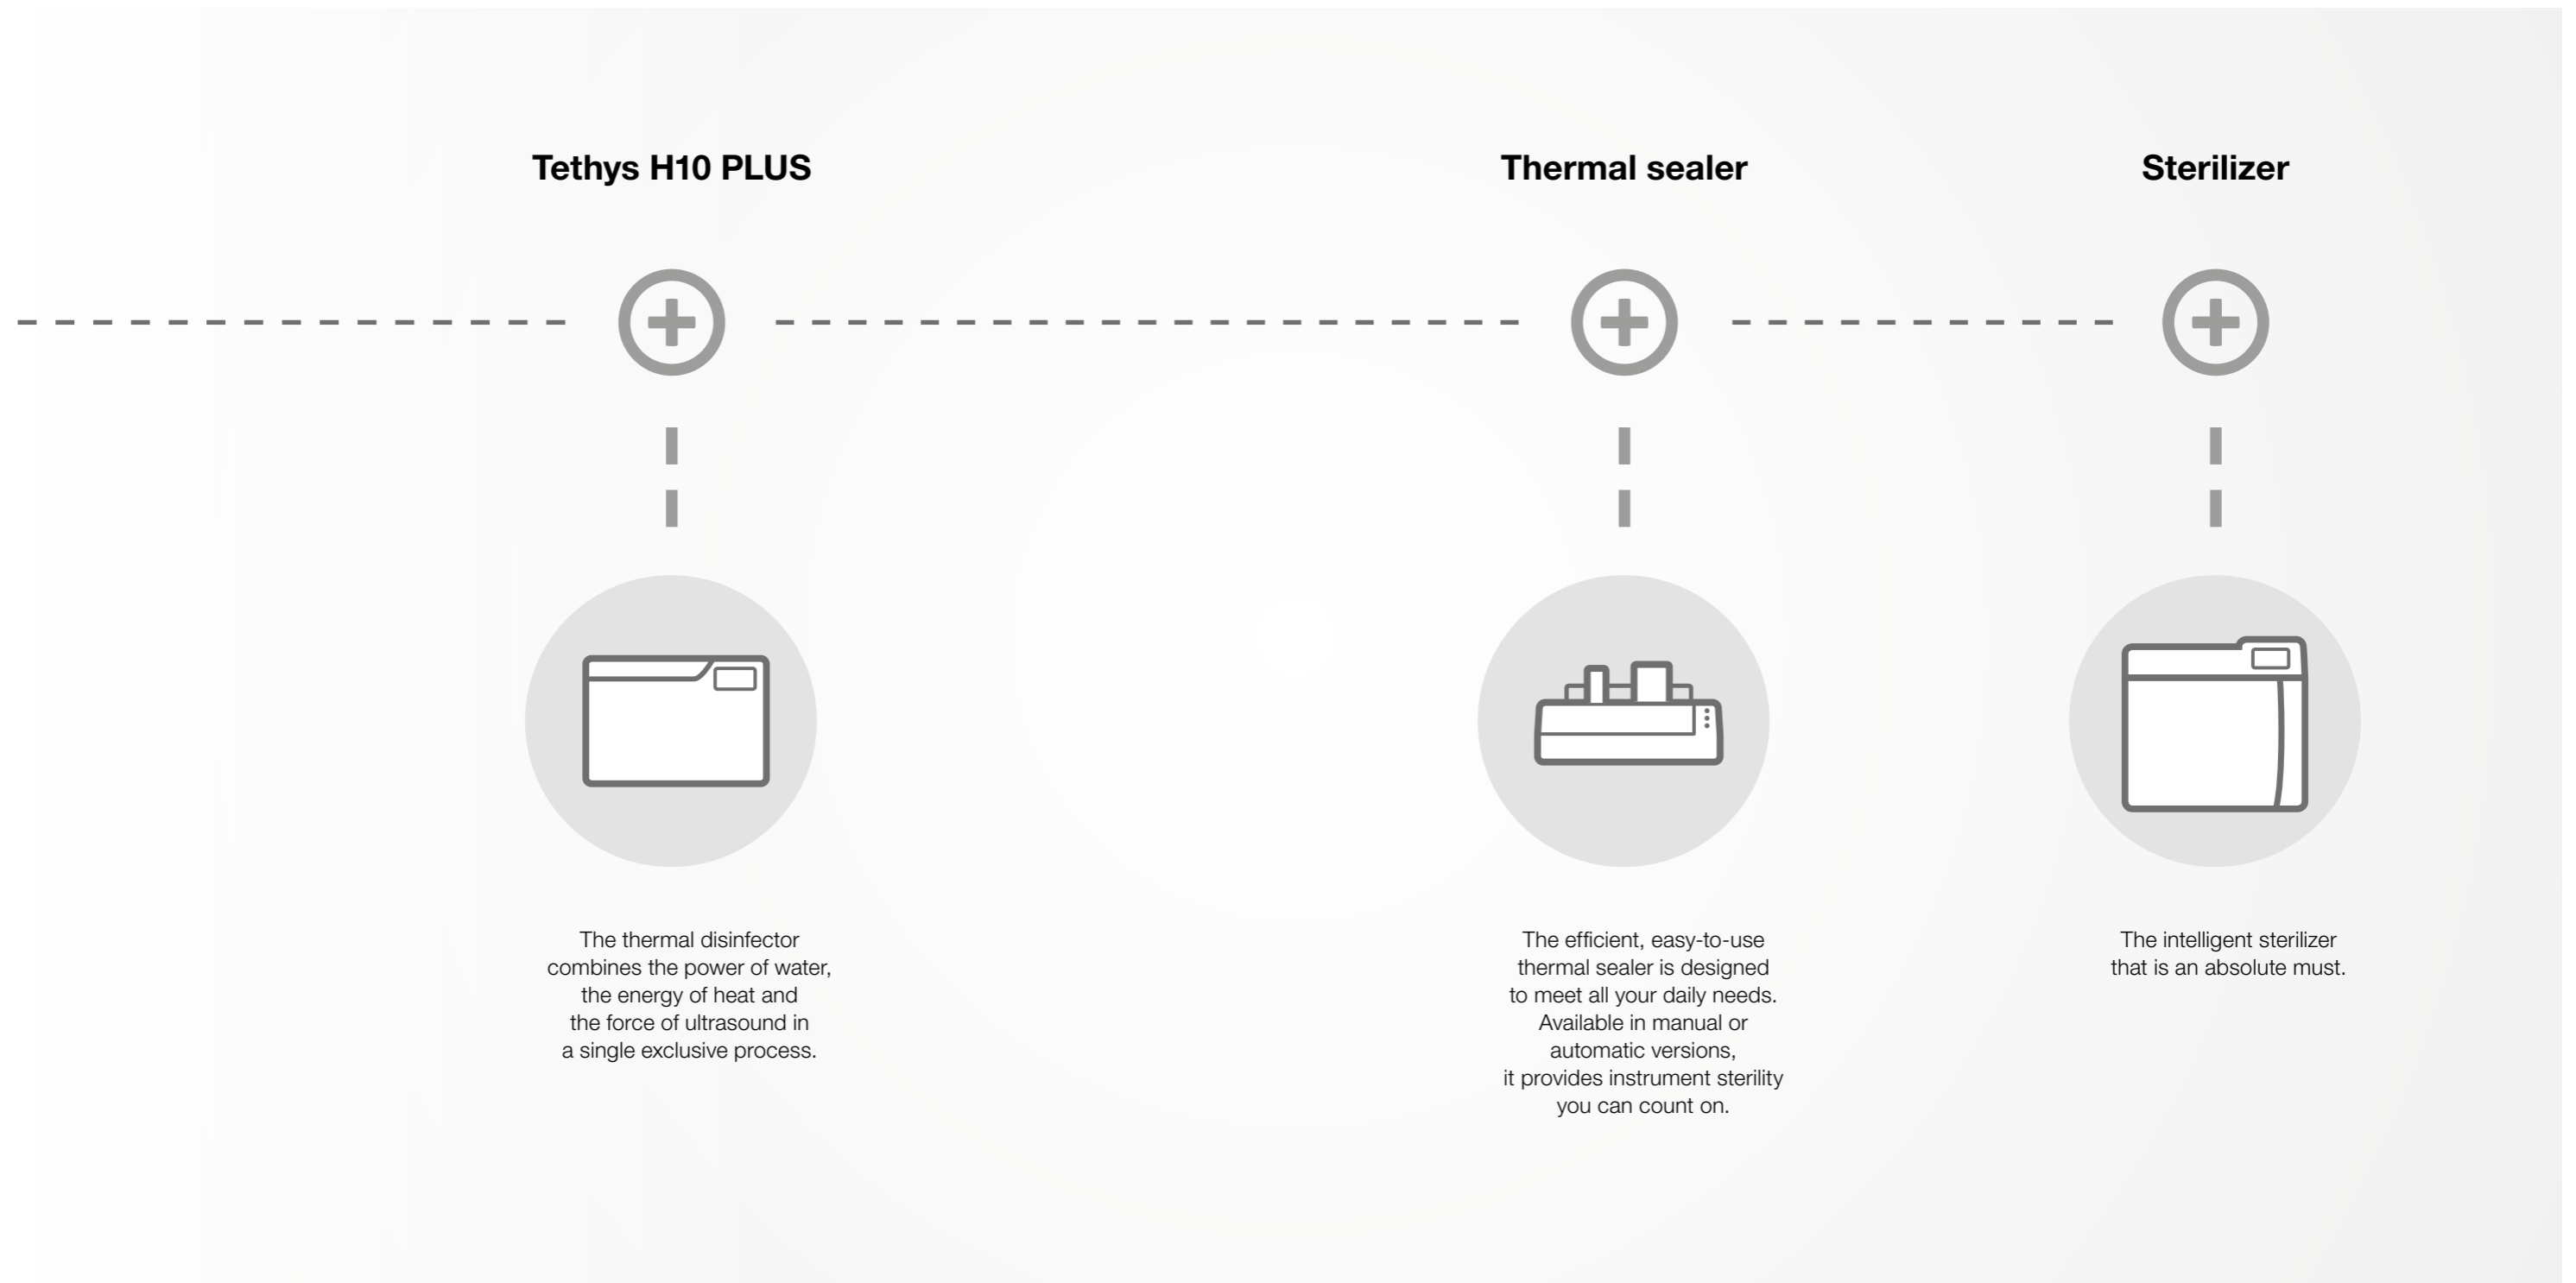 Tethys H10 PLUS
Thermal sealer
Sterilizer
The thermal disinfector
combines the power of water,
the energy of heat and
the force of ultrasound in
a single exclusive process.
The efficient, easy-to-use
thermal sealer is designed
to meet all your daily needs.
Available in manual or
automatic versions,
it provides instrument sterility
you can count on.
The intelligent sterilizer
that is an absolute must.